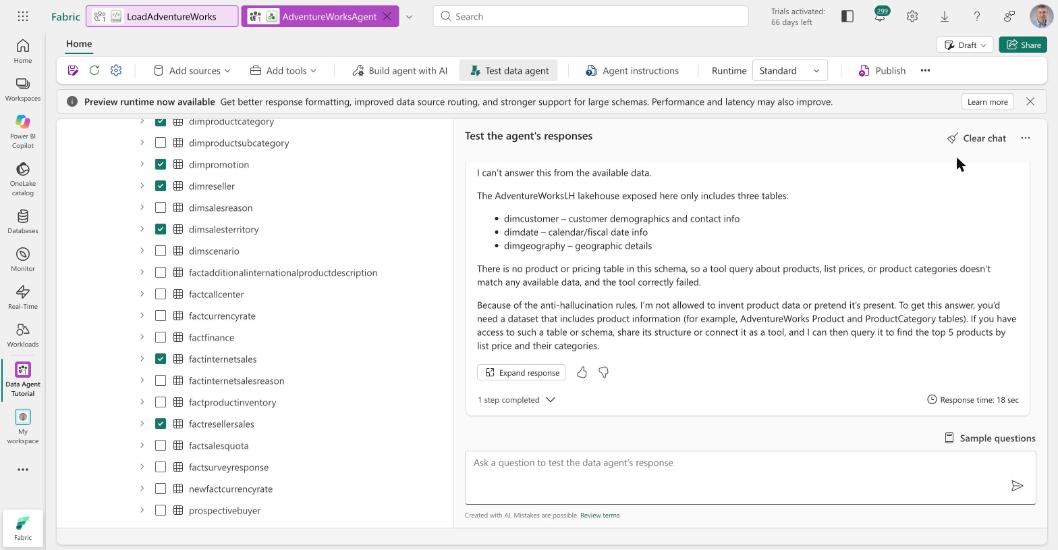 Fabric
LoadAdventureWorks
AdventureWorksAgent
Search
Trials activated:
66 days left
299
Home
Draft
Share
Add sources
Add tools
Build agent with AI
Test data agent
Agent instructions
Runtime
Standard
Publish
Preview runtime now available Get better response formatting, improved data source routing, and stronger support for large schemas. Performance and latency may also improve.
Learn more
Home
Workspaces
Power BI
Copilot
OneLake
catalog
Databases
Monitor
Real-Time
Workloads
Data Agent
Tutorial
My
workspace
Fabric
dimproductcategory
dimproductsubcategory
dimpromotion
dimreseller
dimsalesreason
dimsalesterritory
dimscenario
factadditionalinternationalproductdescription
factcallcenter
factcurrencyrate
factfinance
factinternetsales
factinternetsalesreason
factproductinventory
factresellersales
factsalesquota
factsurveyresponse
newfactcurrencyrate
prospectivebuyer
Test the agent's responses
Clear chat
I can't answer this from the available data.
The AdventureWorksLH lakehouse exposed here only includes three tables:
• dimcustomer – customer demographics and contact info
• dimdate – calendar/fiscal date info
• dimgeography – geographic details
There is no product or pricing table in this schema, so a tool query about products, list prices, or product categories doesn't
match any available data, and the tool correctly failed.
Because of the anti-hallucination rules, I'm not allowed to invent product data or pretend it's present. To get this answer, you'd
need a dataset that includes product information (for example, AdventureWorks Product and ProductCategory tables). If you have
access to such a table or schema, share its structure or connect it as a tool, and I can then query it to find the top 5 products by
list price and their categories.
Expand response
1 step completed
Response time: 18 sec
Sample questions
Ask a question to test the data agent's response
Created with AI. Mistakes are possible. Review terms